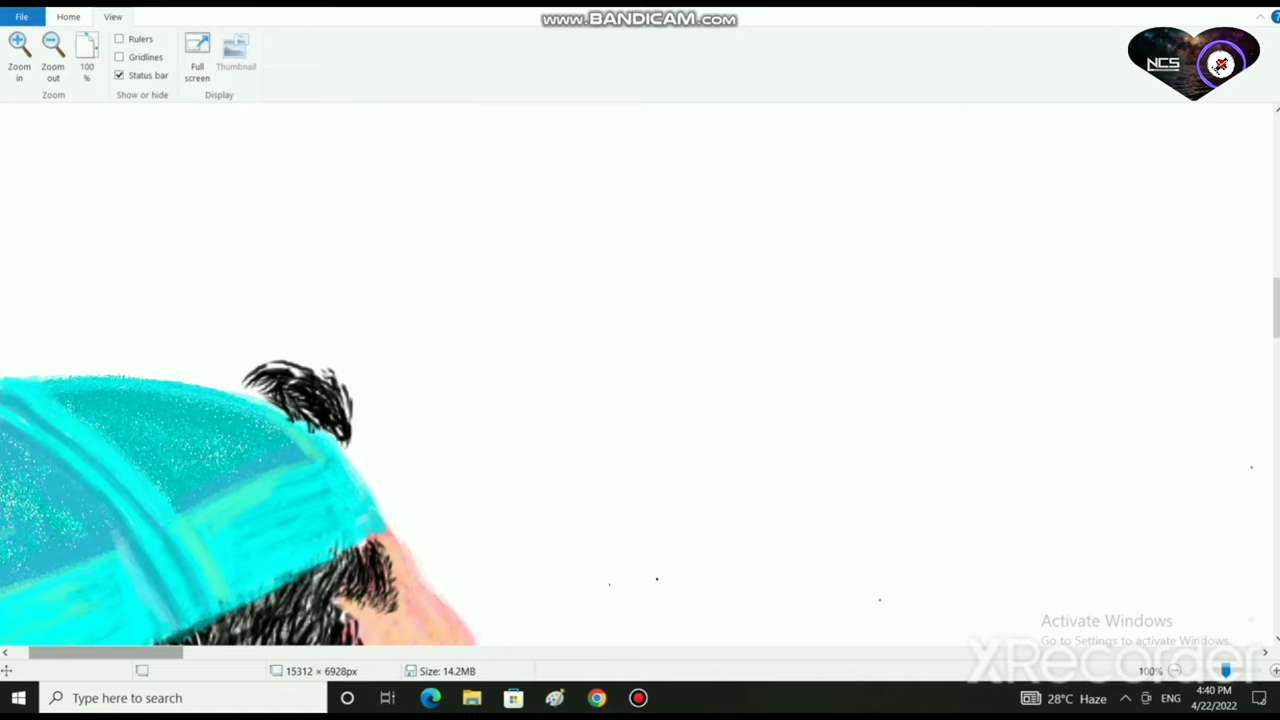 www.BANDICAM.com
File Home View
Zoom in
Zoom out
100 %
Rulers
Gridlines
Status bar
Full screen
Thumbnail
Zoom
Show or hide
Display
NCS
Activate Windows
Go to Settings to activate Windows.
XRecorder
15312 × 6928px
Size: 14.2MB
100%
Type here to search
28°C Haze
ENG
4:40 PM
4/22/2022